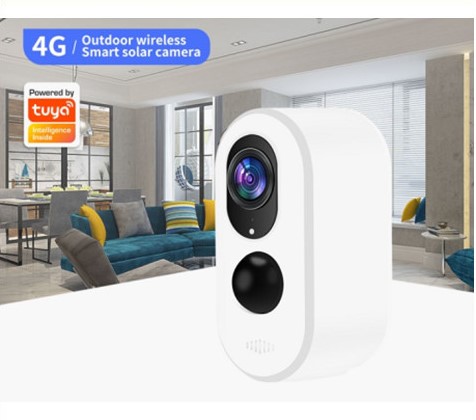 4G / Outdoor wireless
Smart solar camera
Powered by
tuya
Intelligence
Inside